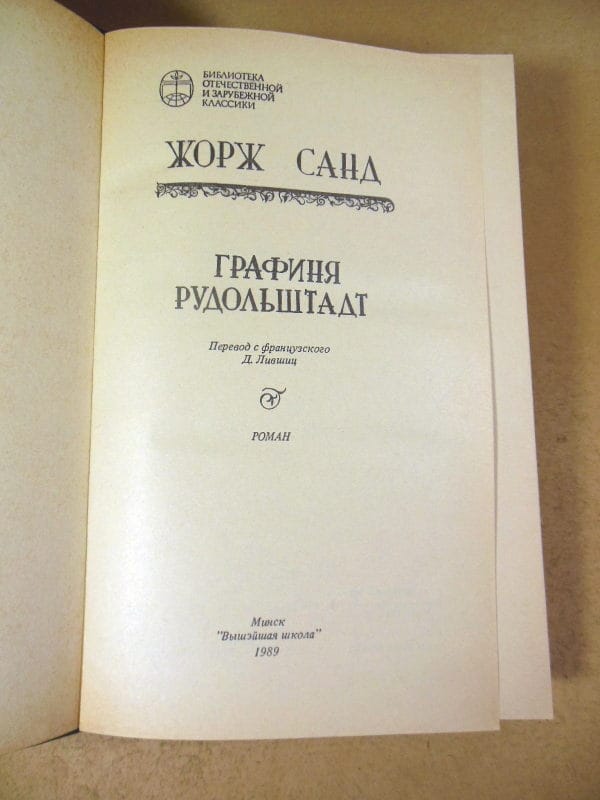 БИБЛИОТЕКА
ОТЕЧЕСТВЕННОЙ
И ЗАРУБЕЖНОЙ
КЛАССИКИ
ЖОРЖ САНД
ГРАФИНЯ
РУДОЛЬШТАДТ
Перевод с французского
Д. Лившиц
РОМАН
Минск
"Вышэйшая школа"
1989